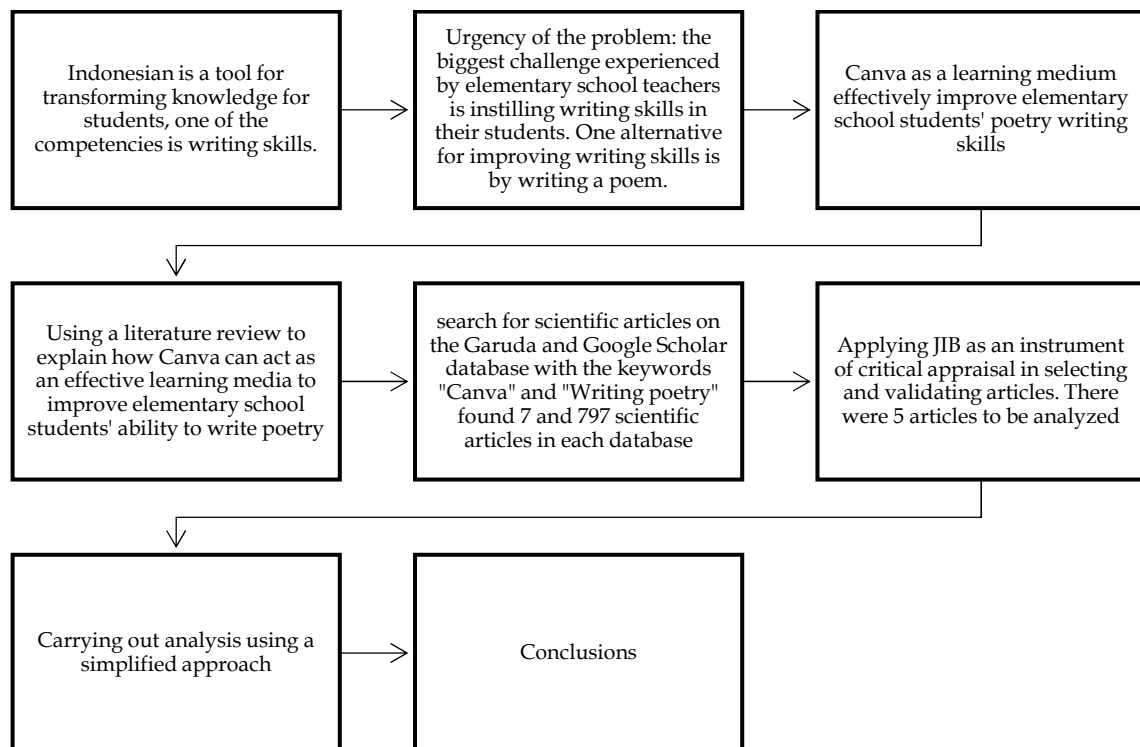 Indonesian is a tool for
transforming knowledge for
students, one of the
competencies is writing skills.
Urgency of the problem: the
biggest challenge experienced
by elementary school teachers
is instilling writing skills in
their students. One alternative
for improving writing skills is
by writing a poem.
Canva as a learning medium
effectively improve elementary
school students' poetry writing
skills
Using a literature review to
explain how Canva can act as
an effective learning media to
improve elementary school
students' ability to write poetry
search for scientific articles on
the Garuda and Google Scholar
database with the keywords
"Canva" and "Writing poetry"
found 7 and 797 scientific
articles in each database
Applying JIB as an instrument
of critical appraisal in selecting
and validating articles. There
were 5 articles to be analyzed
Carrying out analysis using a
simplified approach
Conclusions